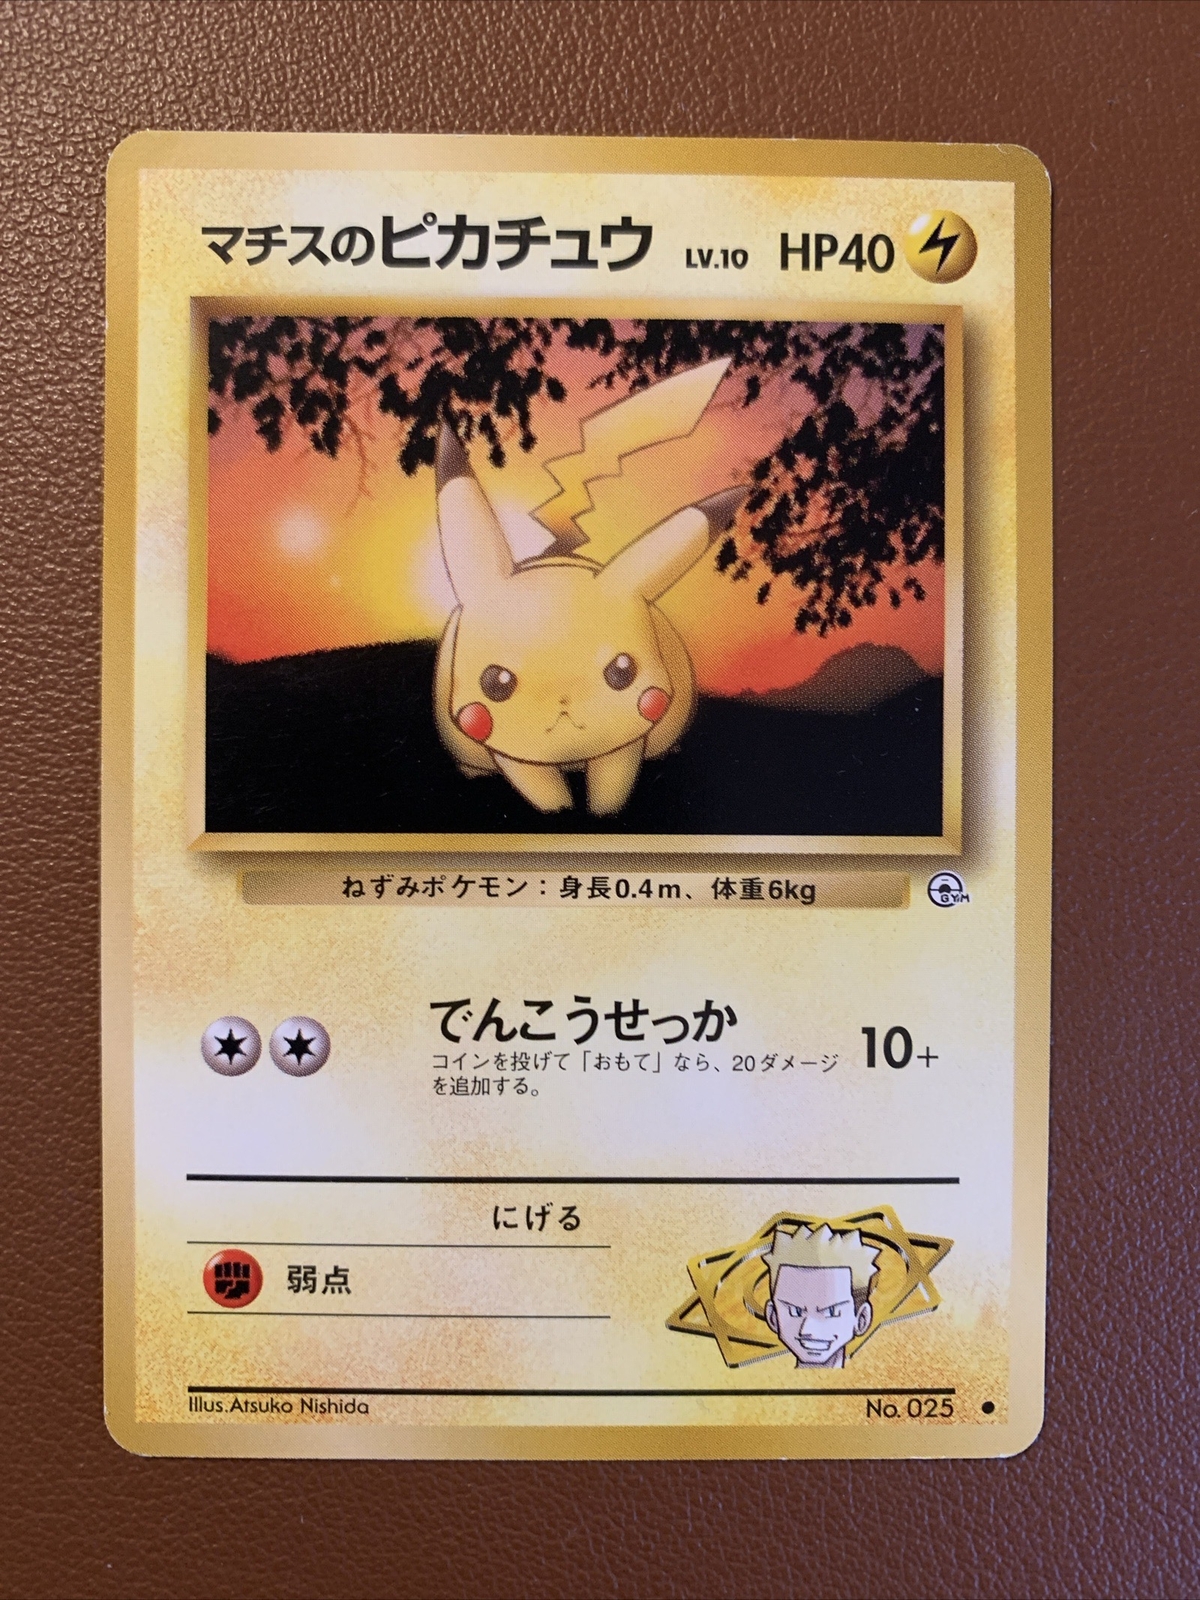 マチスのピカチュウ LV.10 HP40
ねずみポケモン：身長0.4m、体重6kg
GYM
でんこうせっか 10+
コインを投げて「おもて」なら、20ダメージ
を追加する。
にげる
弱点
Illus.Atsuko Nishida No. 025 ●